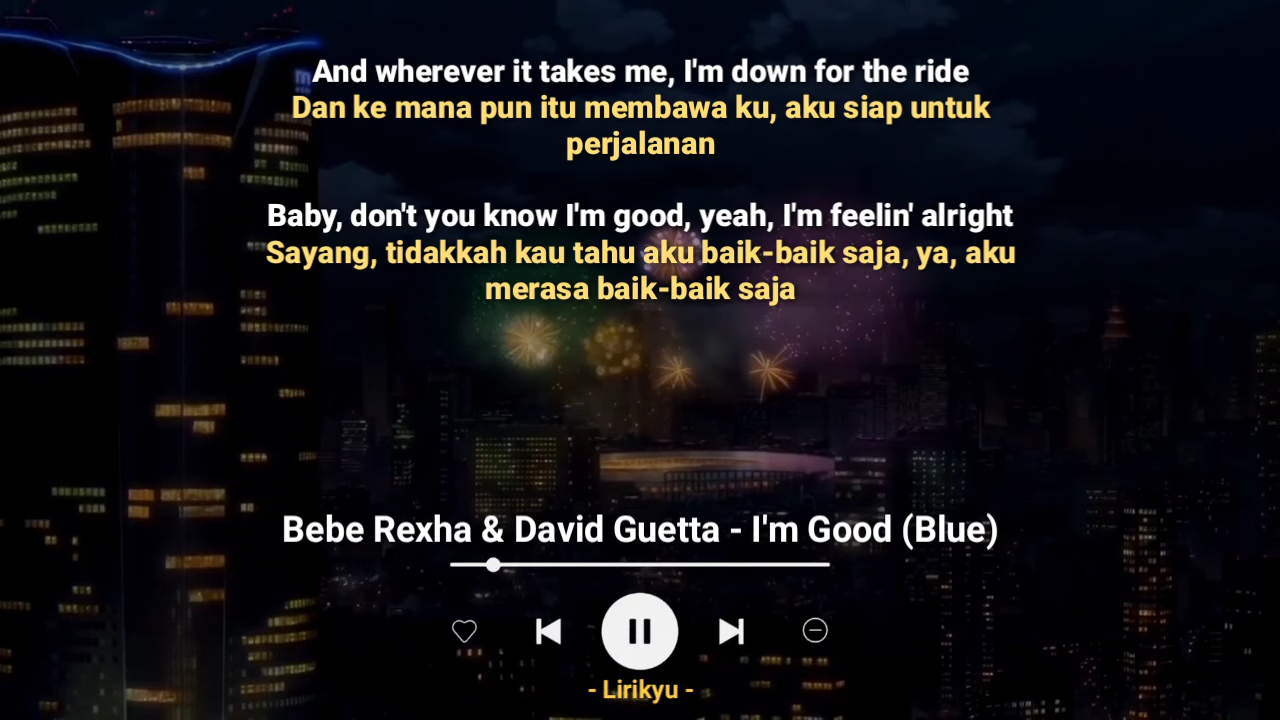 And wherever it takes me, I'm down for the ride
Dan ke mana pun itu membawa ku, aku siap untuk
perjalanan
Baby, don't you know I'm good, yeah, I'm feelin' alright
Sayang, tidakkah kau tahu aku baik-baik saja, ya, aku
merasa baik-baik saja
Bebe Rexha & David Guetta - I'm Good (Blue)
- Lirikyu -